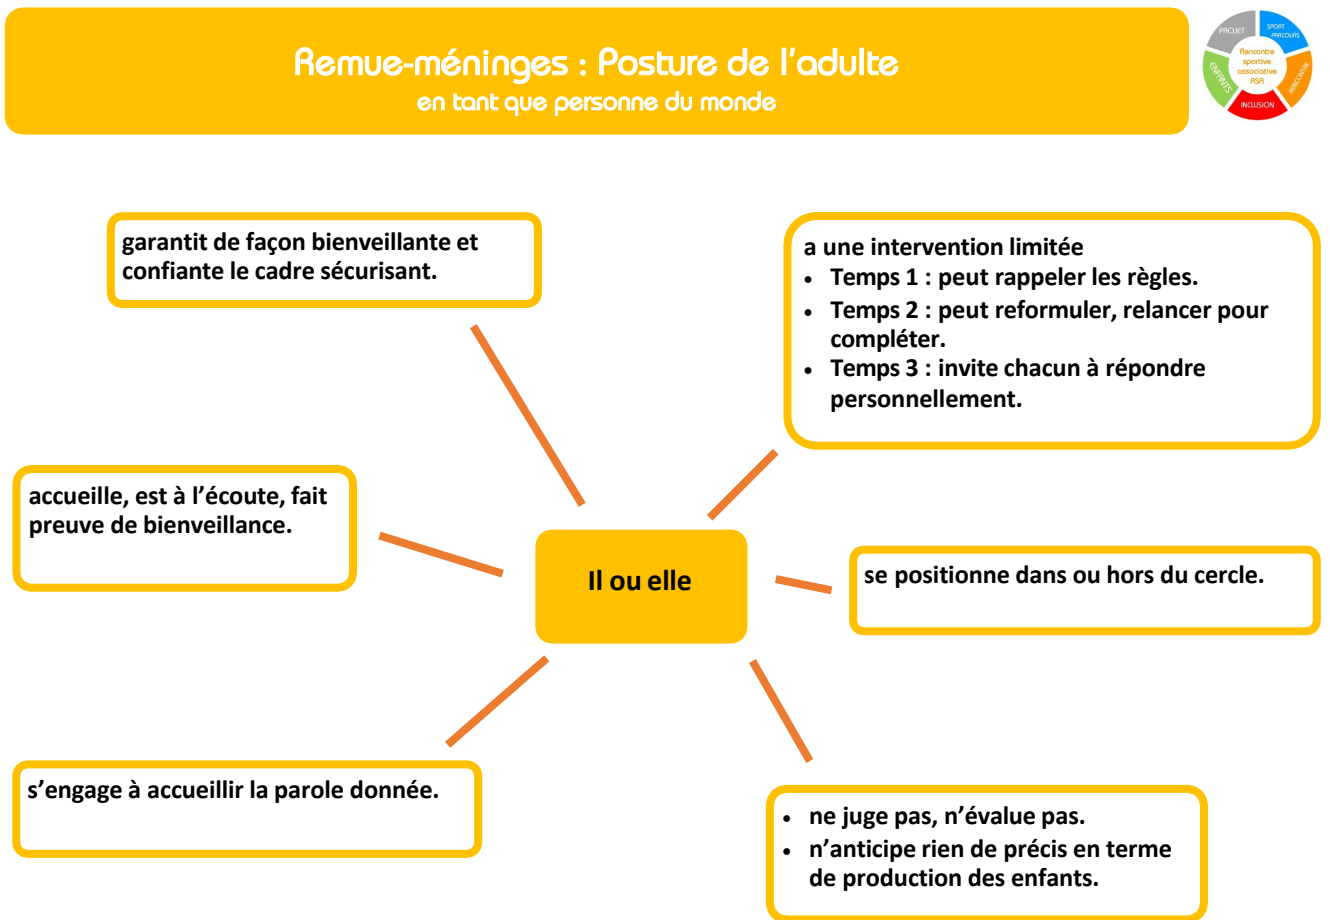 Remue-méninges : Posture de l'adulte
en tant que personne du monde
PROJET
SPORT
PARCOURS
ENFANTS
Rencontre
sportive
associative
RSA
RENCONTRE
INCLUSION
garantit de façon bienveillante et
confiante le cadre sécurisant.
a une intervention limitée
• Temps 1 : peut rappeler les règles.
• Temps 2 : peut reformuler, relancer pour
compléter.
• Temps 3 : invite chacun à répondre
personnellement.
accueille, est à l’écoute, fait
preuve de bienveillance.
Il ou elle
se positionne dans ou hors du cercle.
s’engage à accueillir la parole donnée.
• ne juge pas, n’évalue pas.
• n’anticipe rien de précis en terme
de production des enfants.